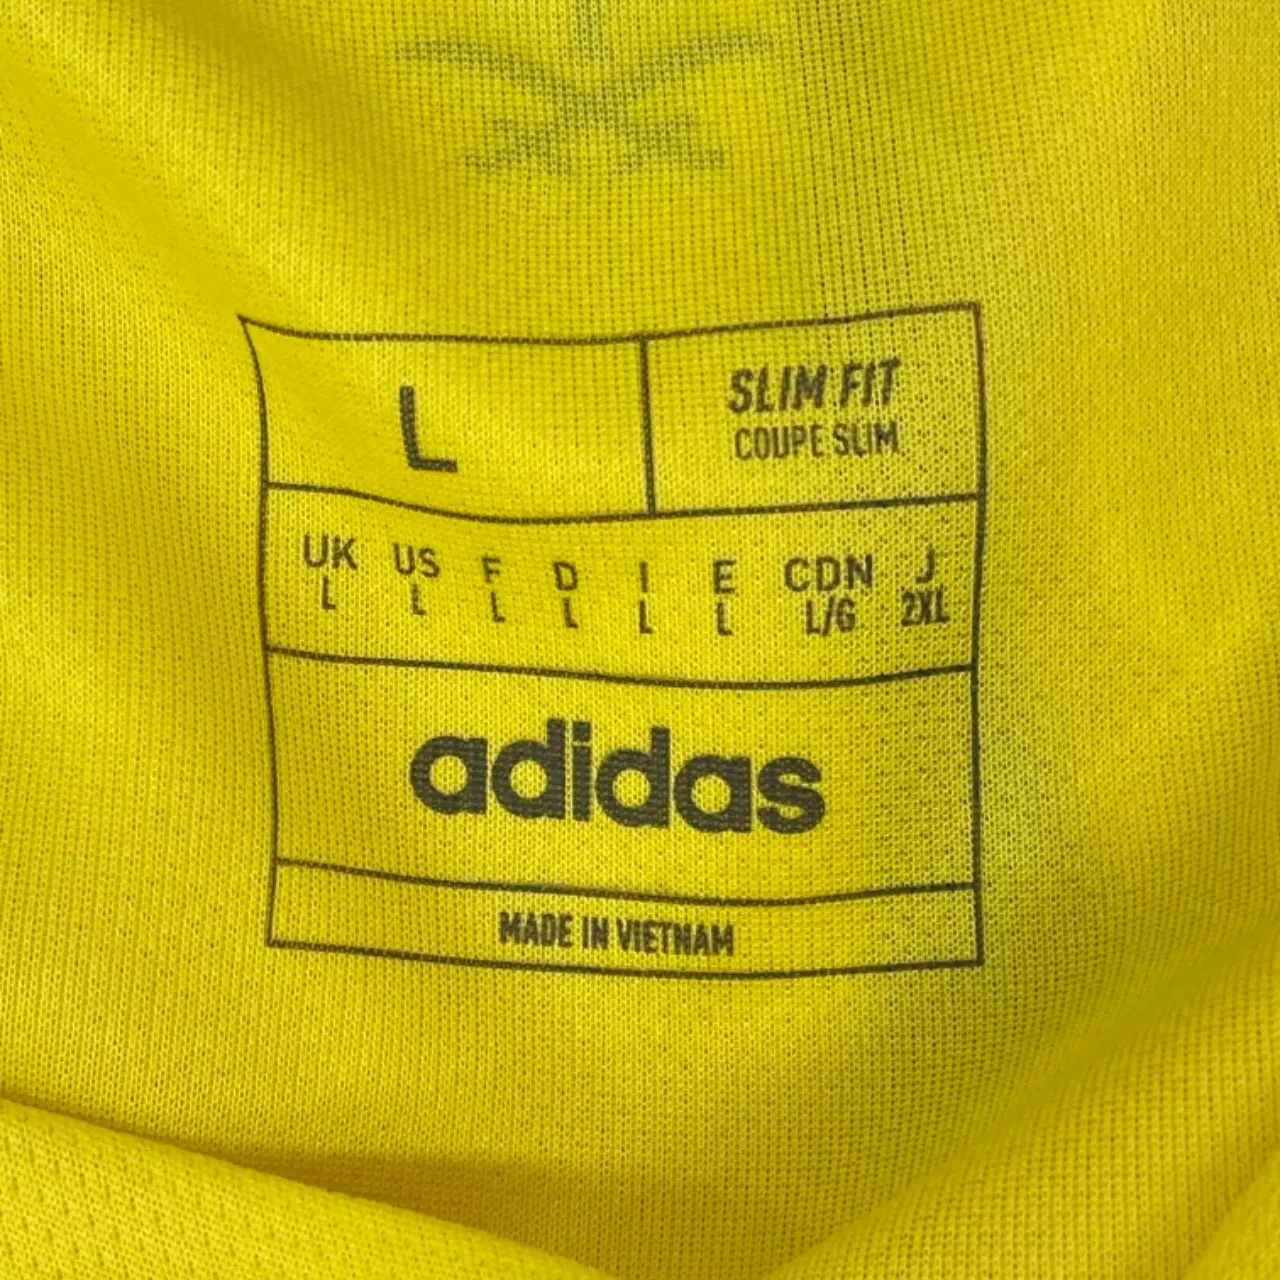 L
SLIM FIT
COUPE SLIM
UK US F D I E CDN J
L L L L L L L/G 2XL
adidas
MADE IN VIETNAM